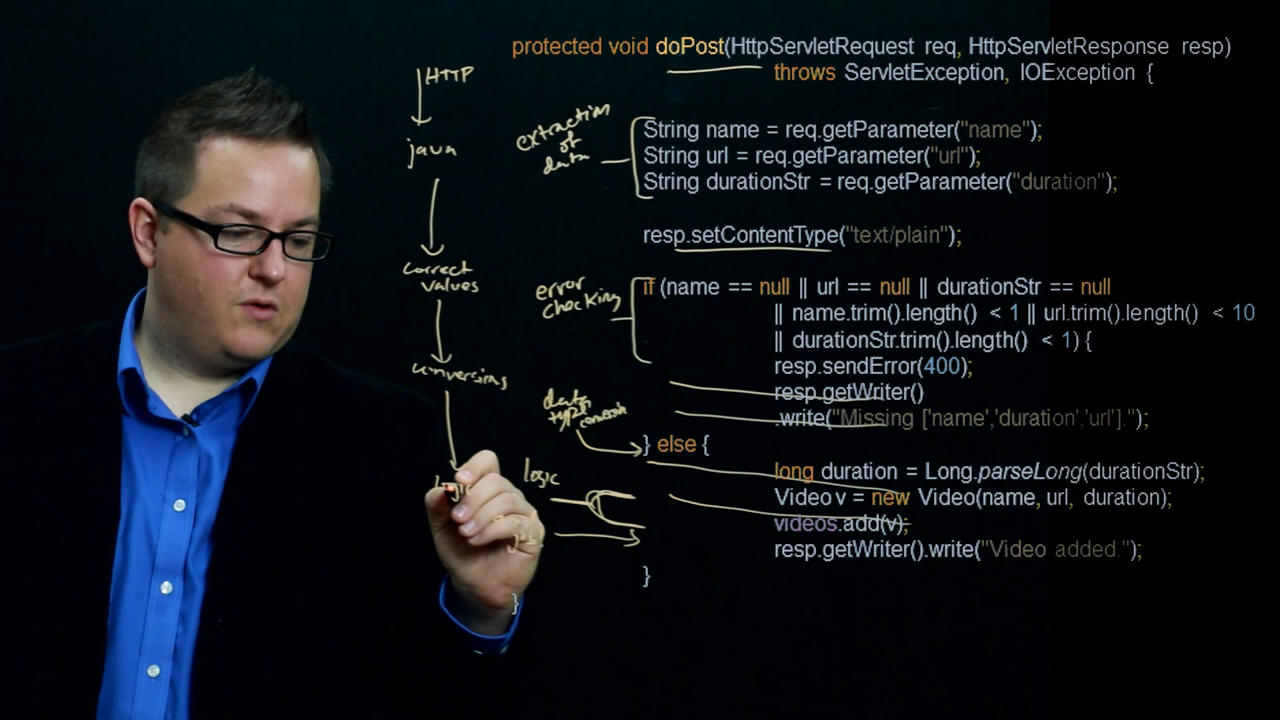 protected void doPost(HttpServletRequest req, HttpServletResponse resp)
throws ServletException, IOException {
String name = req.getParameter("name");
String url = req.getParameter("url");
String durationStr = req.getParameter("duration");
resp.setContentType("text/plain");
if (name == null || url == null || durationStr == null
|| name.trim().length() < 1 || url.trim().length() < 10
|| durationStr.trim().length() < 1) {
resp.sendError(400);
resp.getWriter()
.write("Missing ['name','duration','url'].");
} else {
long duration = Long.parseLong(durationStr);
Video v = new Video(name, url, duration);
videos.add(v);
resp.getWriter().write("Video added.");
}
}
HTTP
java
correct
values
conversions
logic
extraction
of
data
error
checking
data
type
conversion
logic